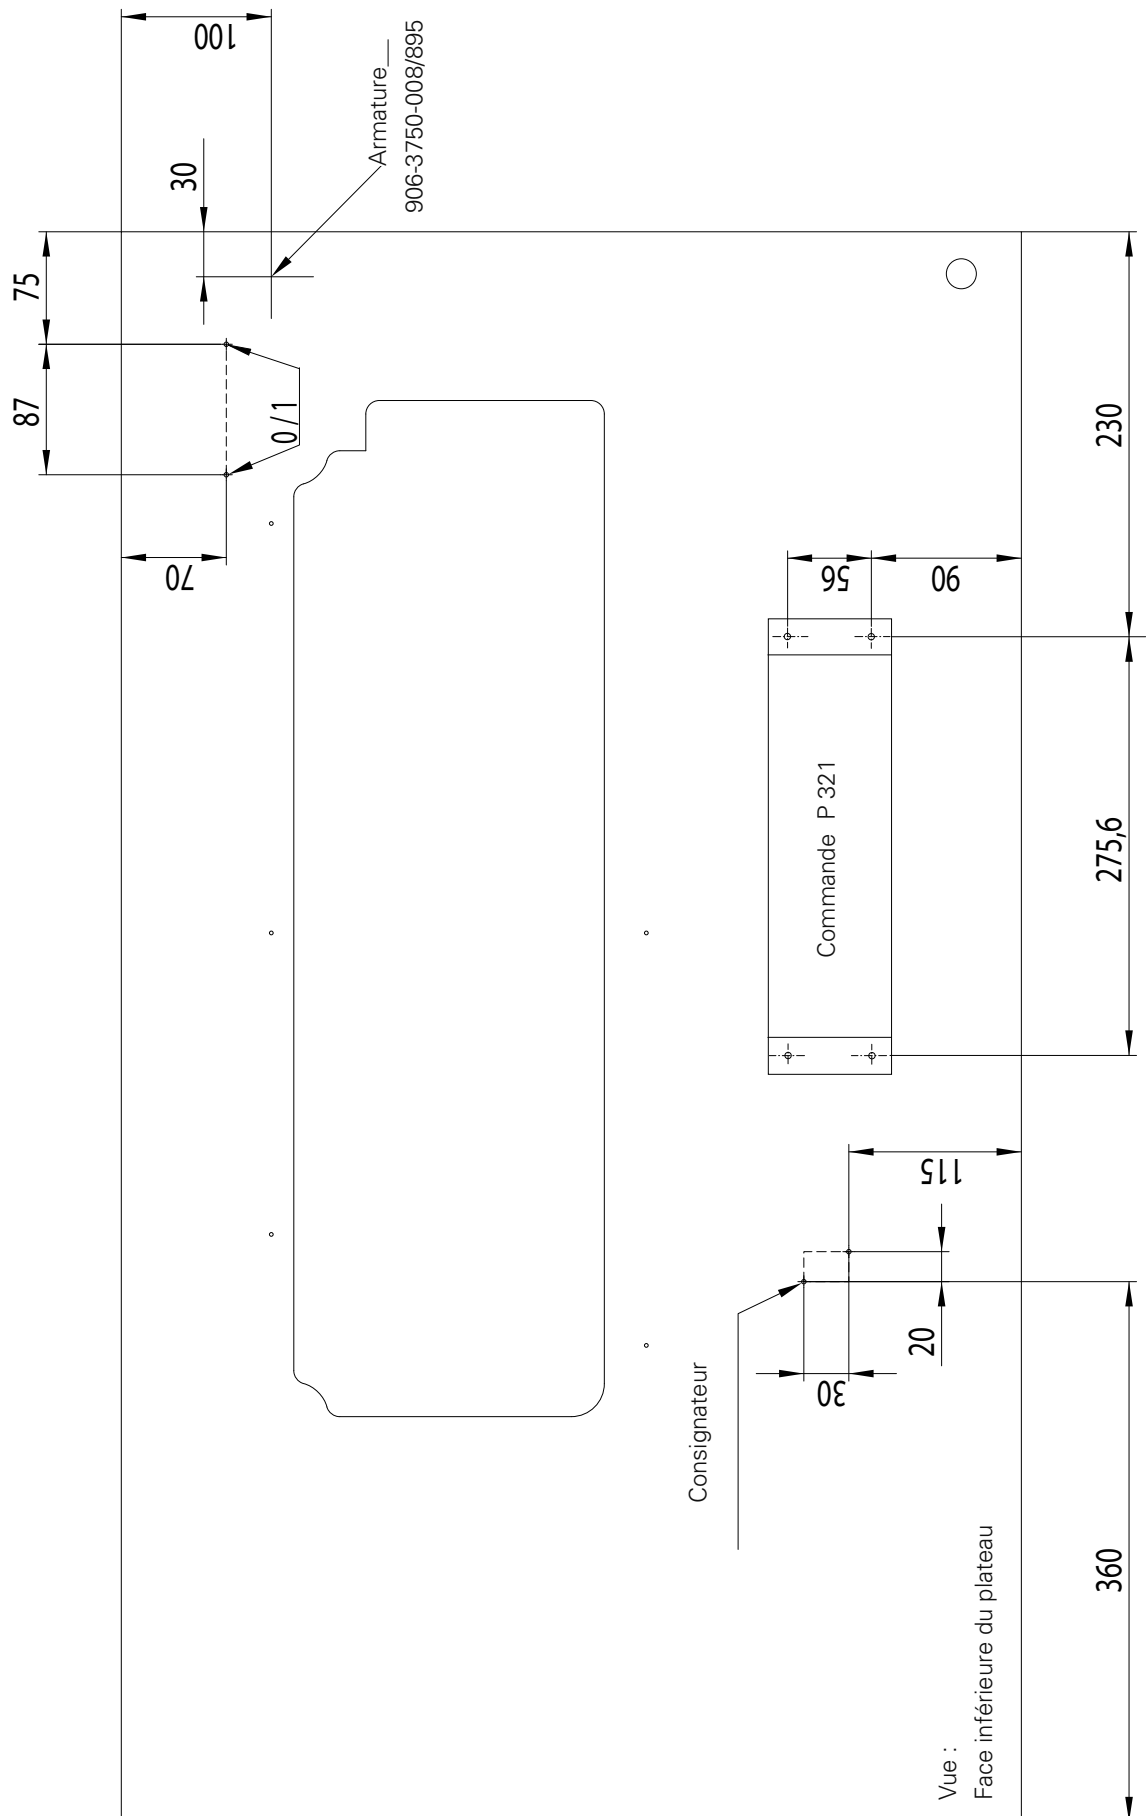 100
30
75
87
Armature__
906-3750-008/895
0 / 1
70
230
56
90
275,6
Commande P 321
115
20
30
Consignateur
360
Vue :
Face inférieure du plateau